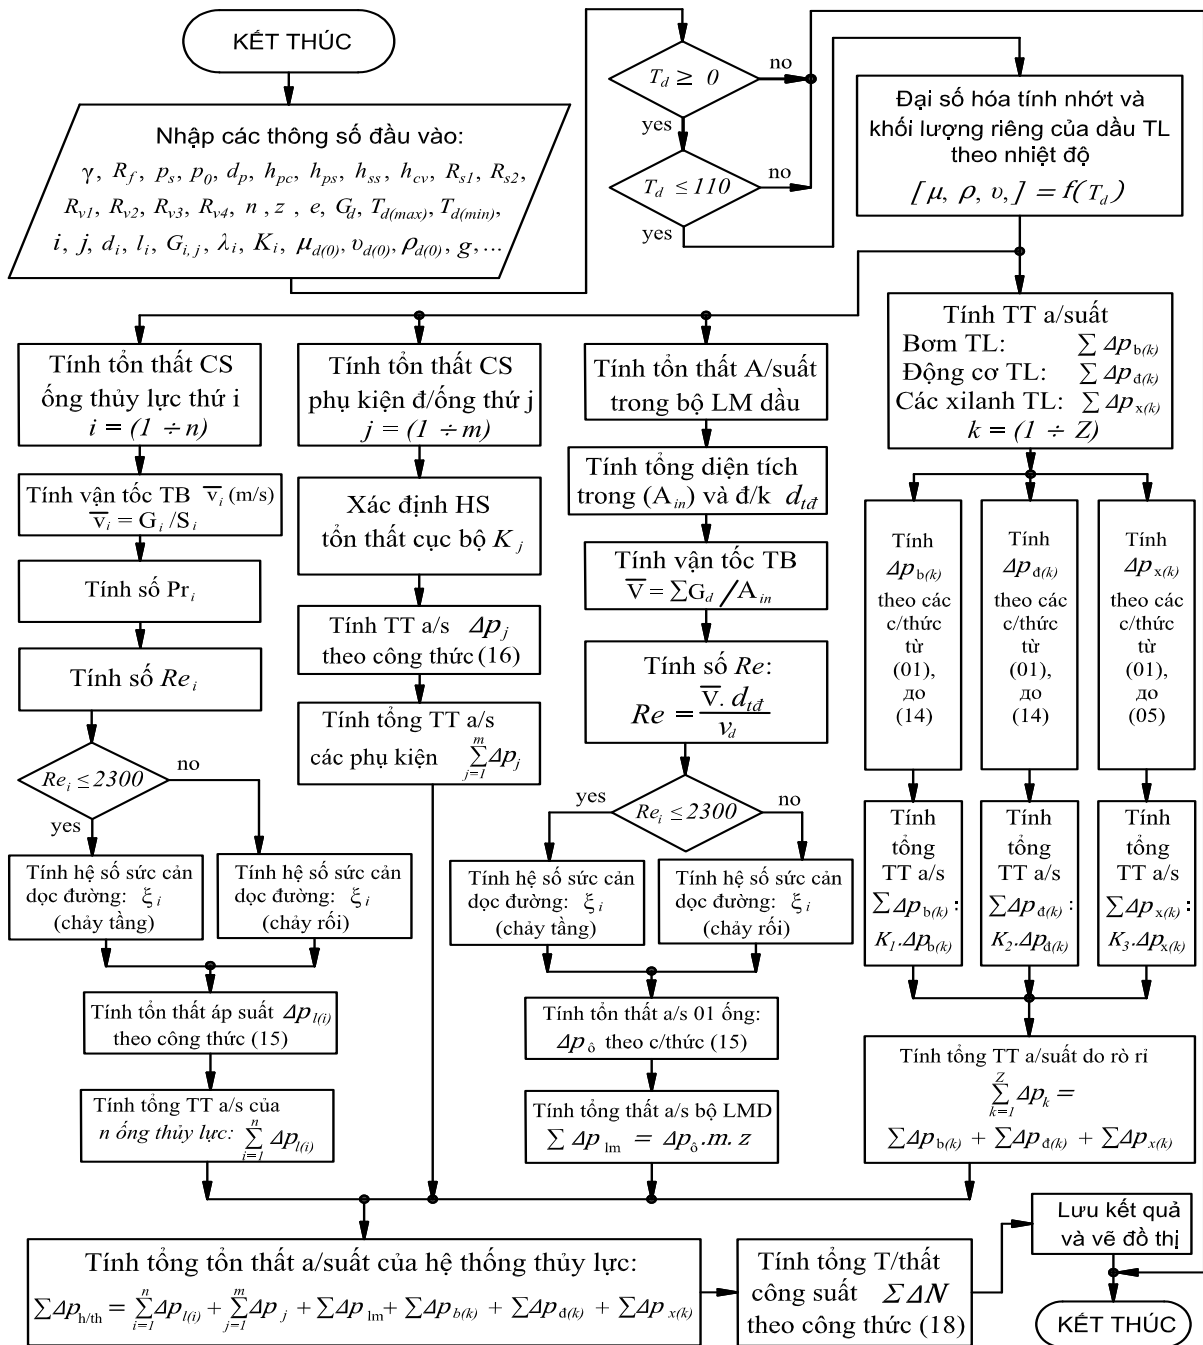 KẾT THÚC
Nhập các thông số đầu vào:
γ, R_f, p_s, p_0, d_p, h_pc, h_ps, h_ss, h_cv, R_s1, R_s2,
R_v1, R_v2, R_v3, R_v4, n, z, e, G_d, T_d(max), T_d(min),
i, j, d_i, l_i, G_i,j, λ_i, K_i, μ_d(0), υ_d(0), ρ_d(0), g, ...
T_d ≥ 0
no
yes
T_d ≤ 110
no
yes
Đại số hóa tính nhớt và
khối lượng riêng của dầu TL
theo nhiệt độ
[μ, ρ, υ,] = f(T_d)
Tính tổn thất CS
ống thủy lực thứ i
i = (1 ÷ n)
Tính vận tốc TB v̅_i (m/s)
v̅_i = G_i /S_i
Tính số Pr_i
Tính số Re_i
Re_i ≤ 2300
no
yes
Tính hệ số sức cản
dọc đường: ξ_i
(chảy tầng)
Tính hệ số sức cản
dọc đường: ξ_i
(chảy rối)
Tính tổn thất áp suất Δp_l(i)
theo công thức (15)
Tính tổng TT a/s của
n ống thủy lực: ∑_{i=1}^{n} Δp_l(i)
Tính tổn thất CS
phụ kiện đ/ống thứ j
j = (1 ÷ m)
Xác định HS
tổn thất cục bộ K_j
Tính TT a/s Δp_j
theo công thức (16)
Tính tổng TT a/s
các phụ kiện ∑_{j=1}^{m} Δp_j
Tính tổn thất A/suất
trong bộ LM dầu
Tính tổng diện tích
trong (A_in) và đ/k d_tđ
Tính vận tốc TB
V̅ = ∑G_d / A_in
Tính số Re:
Re = V̅. d_tđ / ν_d
yes
Re_i ≤ 2300
no
Tính hệ số sức cản
dọc đường: ξ_i
(chảy tầng)
Tính hệ số sức cản
dọc đường: ξ_i
(chảy rối)
Tính tổn thất a/s 01 ống:
Δp_ô theo c/thức (15)
Tính tổng thất a/s bộ LMD
∑ Δp_lm = Δp_ô.m. z
Tính TT a/suất
Bơm TL: ∑ Δp_b(k)
Động cơ TL: ∑ Δp_đ(k)
Các xilanh TL: ∑ Δp_x(k)
k = (1 ÷ Z)
Tính
Δp_b(k)
theo các
c/thức
từ
(01),
до
(14)
Tính
Δp_đ(k)
theo các
c/thức
từ
(01),
до
(14)
Tính
Δp_x(k)
theo các
c/thức
từ
(01),
до
(05)
Tính
tổng
TT a/s
∑ Δp_b(k) :
K_1.Δp_b(k)
Tính
tổng
TT a/s
∑ Δp_đ(k) :
K_2.Δp_đ(k)
Tính
tổng
TT a/s
∑ Δp_x(k) :
K_3.Δp_x(k)
Tính tổng TT a/suất do rò rỉ
∑_{k=1}^{Z} Δp_k =
∑Δp_b(k) + ∑Δp_đ(k) + ∑Δp_x(k)
Tính tổng tổn thất a/suất của hệ thống thủy lực:
∑Δp_h/th = ∑_{i=1}^{n} Δp_l(i) + ∑_{j=1}^{m} Δp_j + ∑Δp_lm + ∑Δp_b(k) + ∑Δp_đ(k) + ∑Δp_x(k)
Tính tổng T/thất
công suất ΣΔN
theo công thức (18)
Lưu kết quả
và vẽ đồ thị
KẾT THÚC